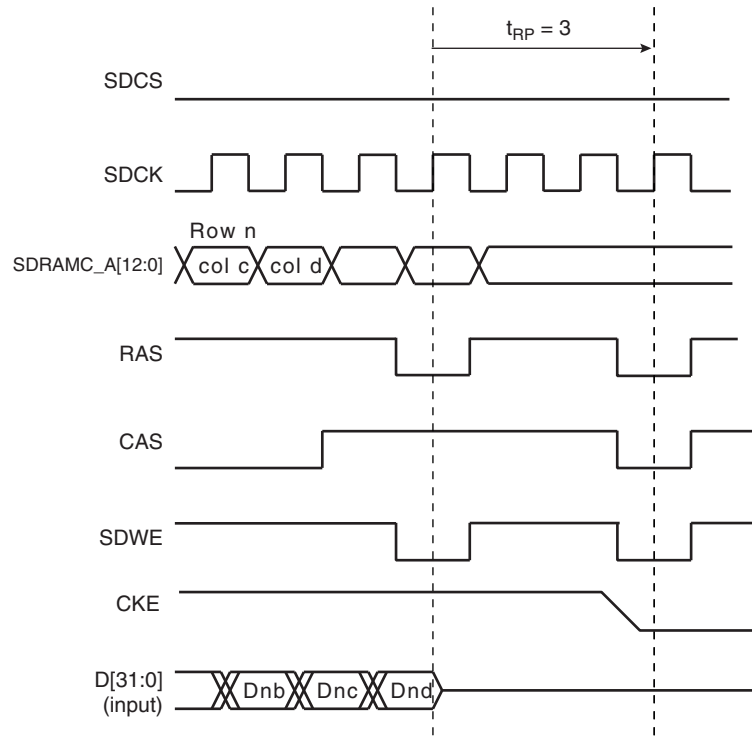 tRP = 3
SDCS
SDCK
Row n
SDRAMC_A[12:0]
col c
col d
RAS
CAS
SDWE
CKE
D[31:0]
(input)
Dnb
Dnc
Dnd